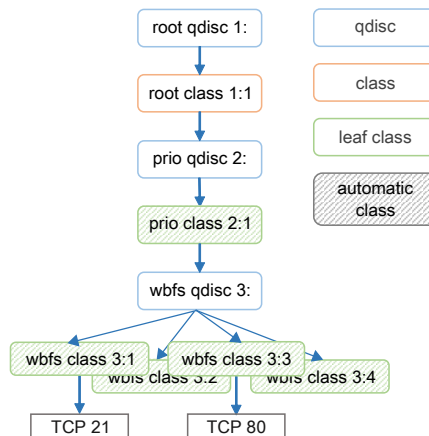 root qdisc 1:
qdisc
root class 1:1
class
prio qdisc 2:
leaf class
prio class 2:1
automatic
class
wbfs qdisc 3:
wbfs class 3:1
wbfs class 3:2
wbfs class 3:3
wbfs class 3:4
TCP 21
TCP 80